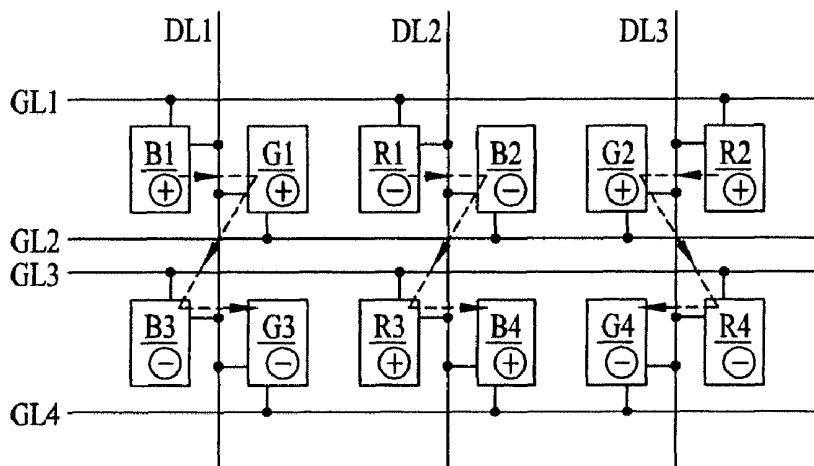 DL1 DL2 DL3
GL1
B1 G1 R1 B2 G2 R2
+ + − − + +
GL2
GL3
B3 G3 R3 B4 G4 R4
− − + + − −
GL4